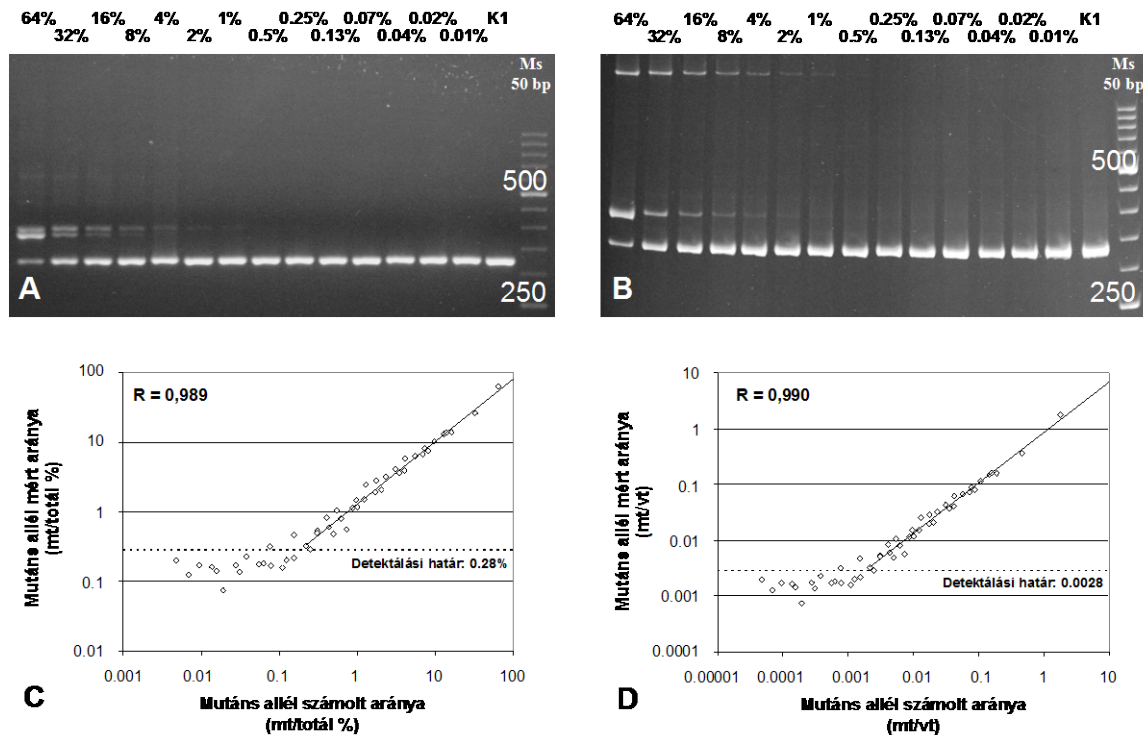 64% 16% 4% 1% 0.25% 0.07% 0.02% K1
32% 8% 2% 0.5% 0.13% 0.04% 0.01%
Ms
50 bp
500
250
A
64% 16% 4% 1% 0.25% 0.07% 0.02% K1
32% 8% 2% 0.5% 0.13% 0.04% 0.01%
Ms
50 bp
500
250
B
R = 0,989
Mutáns allél mért aránya
(mt/totál %)
100
10
1
0.1
0.01
Detektálási határ: 0.28%
0.001 0.01 0.1 1 10 100
Mutáns allél számolt aránya
(mt/totál %)
C
R = 0,990
Mutáns allél mért aránya
(mt/vt)
10
1
0.1
0.01
0.001
0.0001
Detektálási határ: 0.0028
0.00001 0.0001 0.001 0.01 0.1 1 10
Mutáns allél számolt aránya
(mt/vt)
D